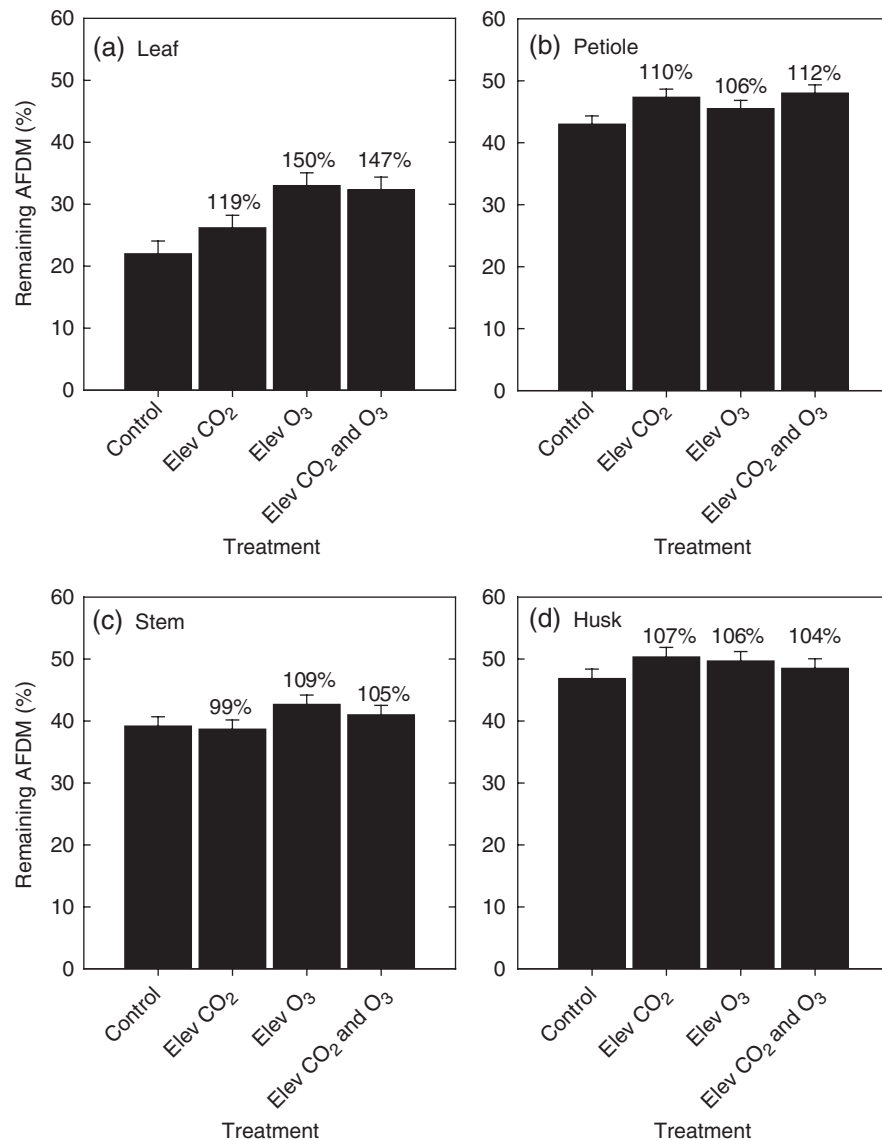 (a) Leaf
Remaining AFDM (%)
60
50
40
30
20
10
0
119%
150%
147%
Control
Elev CO₂
Elev O₃
Elev CO₂ and O₃
Treatment
(b) Petiole
60
50
40
30
20
10
0
110%
106%
112%
Control
Elev CO₂
Elev O₃
Elev CO₂ and O₃
Treatment
(c) Stem
Remaining AFDM (%)
60
50
40
30
20
10
0
99%
109%
105%
Control
Elev CO₂
Elev O₃
Elev CO₂ and O₃
Treatment
(d) Husk
60
50
40
30
20
10
0
107%
106%
104%
Control
Elev CO₂
Elev O₃
Elev CO₂ and O₃
Treatment